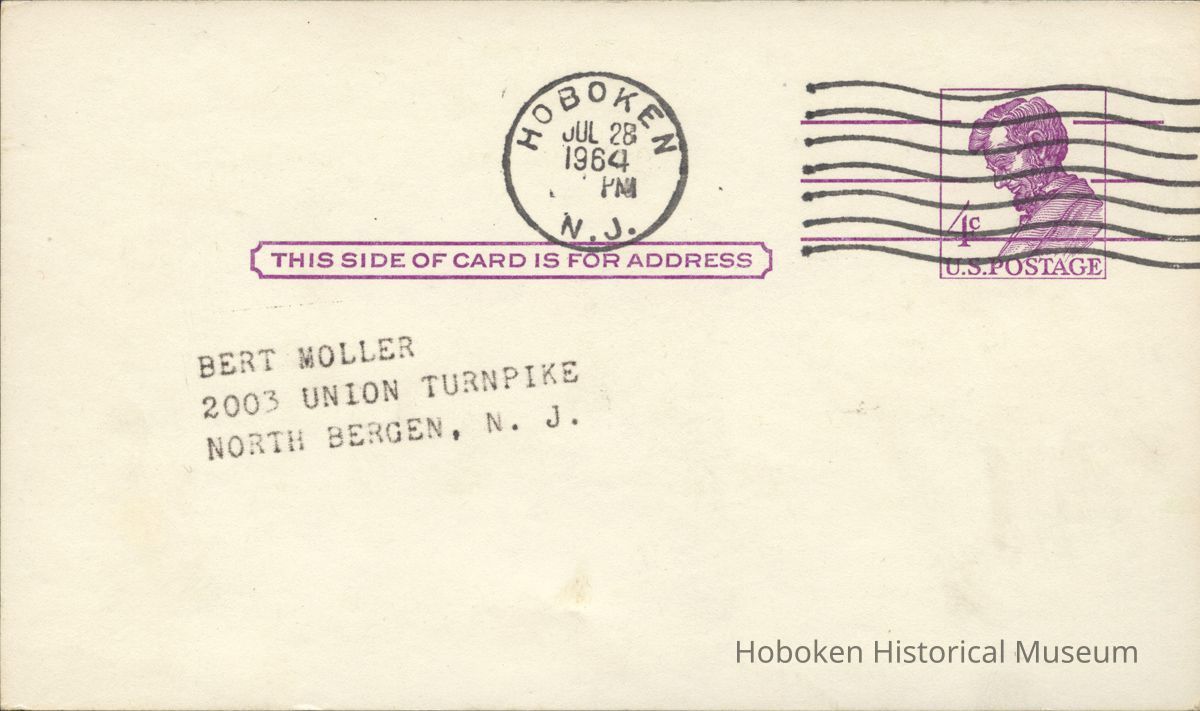 HOBOKEN
JUL 28
1964
PM
N.J.
4c
U.S.POSTAGE
THIS SIDE OF CARD IS FOR ADDRESS
BERT MOLLER
2003 UNION TURNPIKE
NORTH BERGEN, N. J.
Hoboken Historical Museum